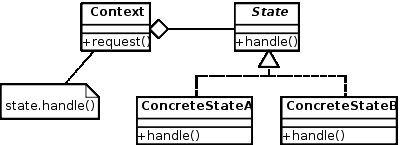 Context
+request()
State
+handle()
state.handle()
ConcreteStateA
+handle()
ConcreteStateB
+handle()